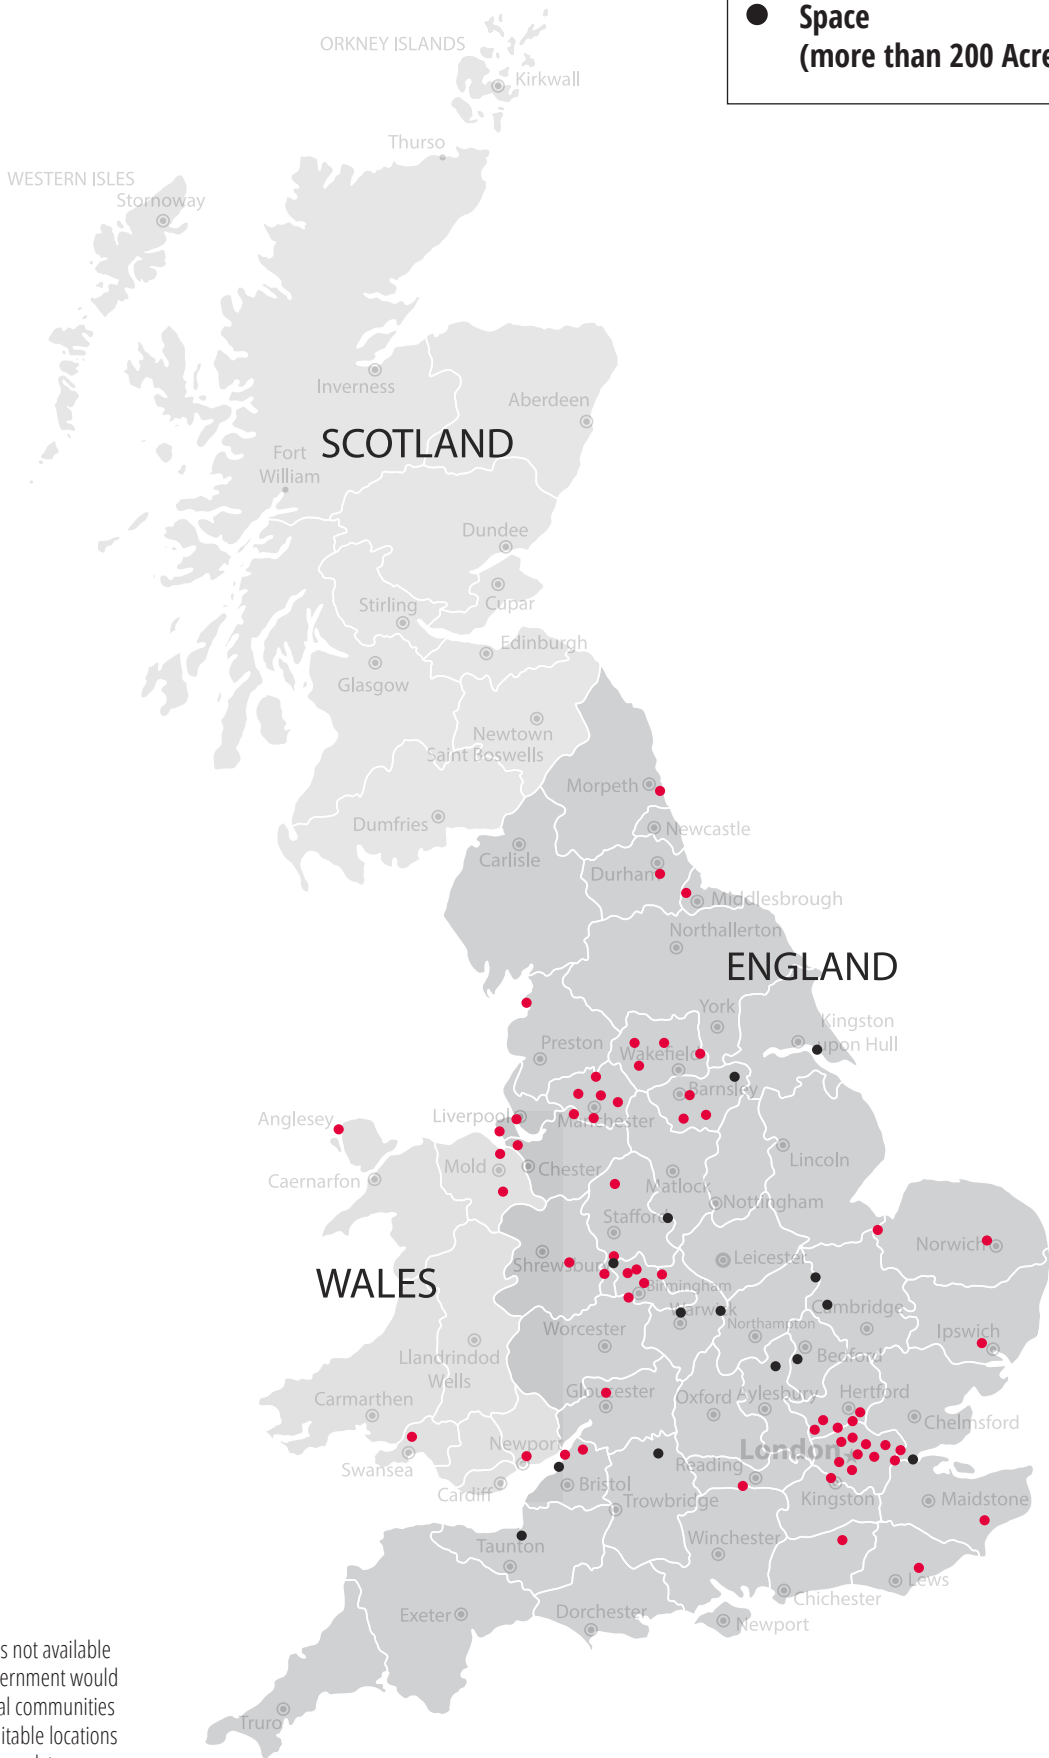 Space
(more than 200 Acre
ORKNEY ISLANDS
Kirkwall
Thurso
WESTERN ISLES
Stornoway
Inverness
Aberdeen
SCOTLAND
Fort
William
Dundee
Cupar
Stirling
Edinburgh
Glasgow
Newtown
Saint Boswells
Morpeth
Dumfries
Newcastle
Carlisle
Durham
Middlesbrough
Northallerton
ENGLAND
York
Kingston
upon Hull
Preston
Wakefield
Barnsley
Anglesey
Liverpool
Manchester
Mold
Chester
Lincoln
Caernarfon
Matlock
Nottingham
Stafford
Norwich
Shrewsbury
Leicester
WALES
Birmingham
Warwick
Cambridge
Worcester
Northampton
Ipswich
Llandrindod
Wells
Bedford
Carmarthen
Gloucester
Oxford
Aylesbury
Hertford
Chelmsford
Newport
London
Swansea
Reading
Cardiff
Bristol
Trowbridge
Kingston
Maidstone
Taunton
Winchester
Lews
Chichester
Exeter
Dorchester
Newport
s not available
ernment would
al communities
itable locations
Truro